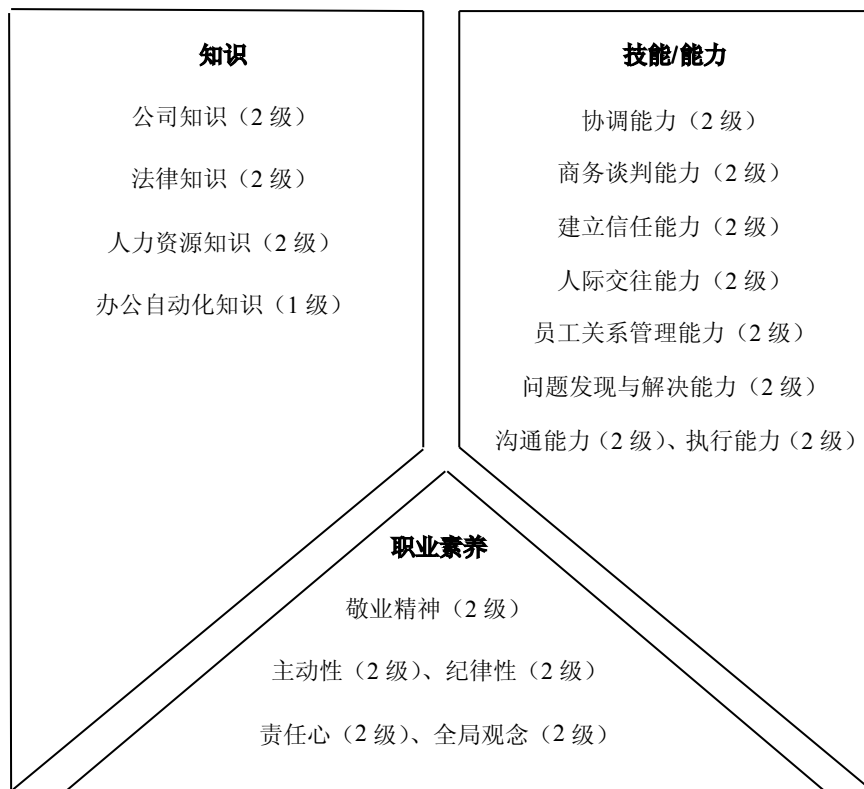 知识
公司知识（2 级）
法律知识（2 级）
人力资源知识（2 级）
办公自动化知识（1 级）
技能/能力
协调能力（2 级）
商务谈判能力（2 级）
建立信任能力（2 级）
人际交往能力（2 级）
员工关系管理能力（2 级）
问题发现与解决能力（2 级）
沟通能力（2 级）、执行能力（2 级）
职业素养
敬业精神（2 级）
主动性（2 级）、纪律性（2 级）
责任心（2 级）、全局观念（2 级）